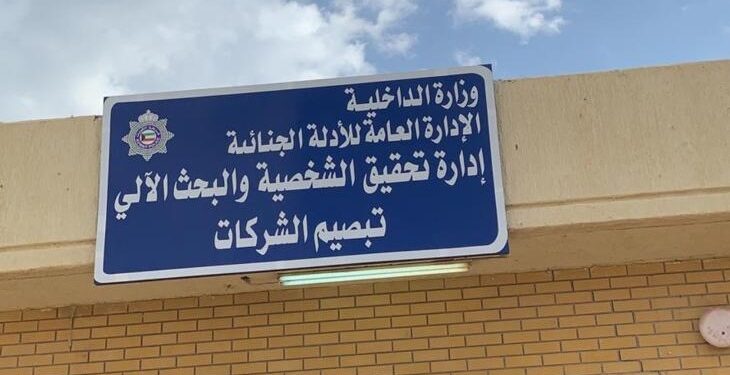 وزارة الداخلية
الإدارة العامة للأدلة الجنائية
إدارة تحقيق الشخصية والبحث الآلي
تبصيم الشركات